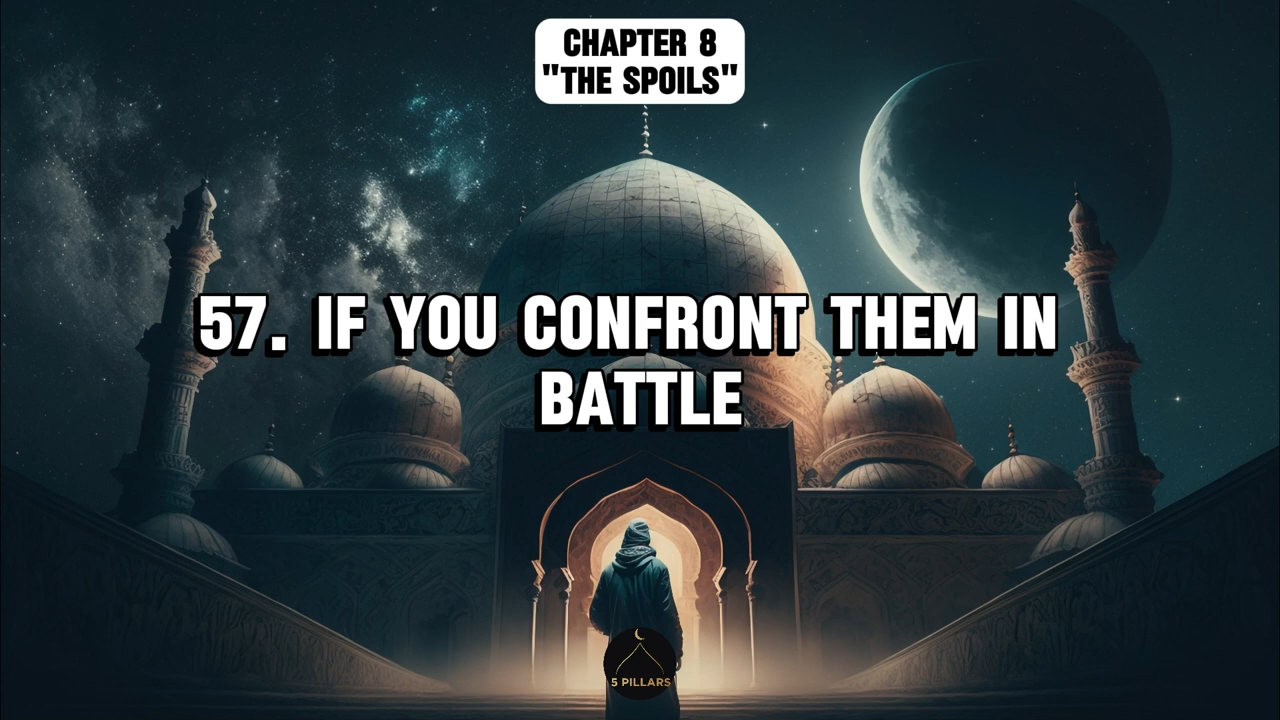 CHAPTER 8
"THE SPOILS"
57. IF YOU CONFRONT THEM IN
BATTLE
5 PILLARS